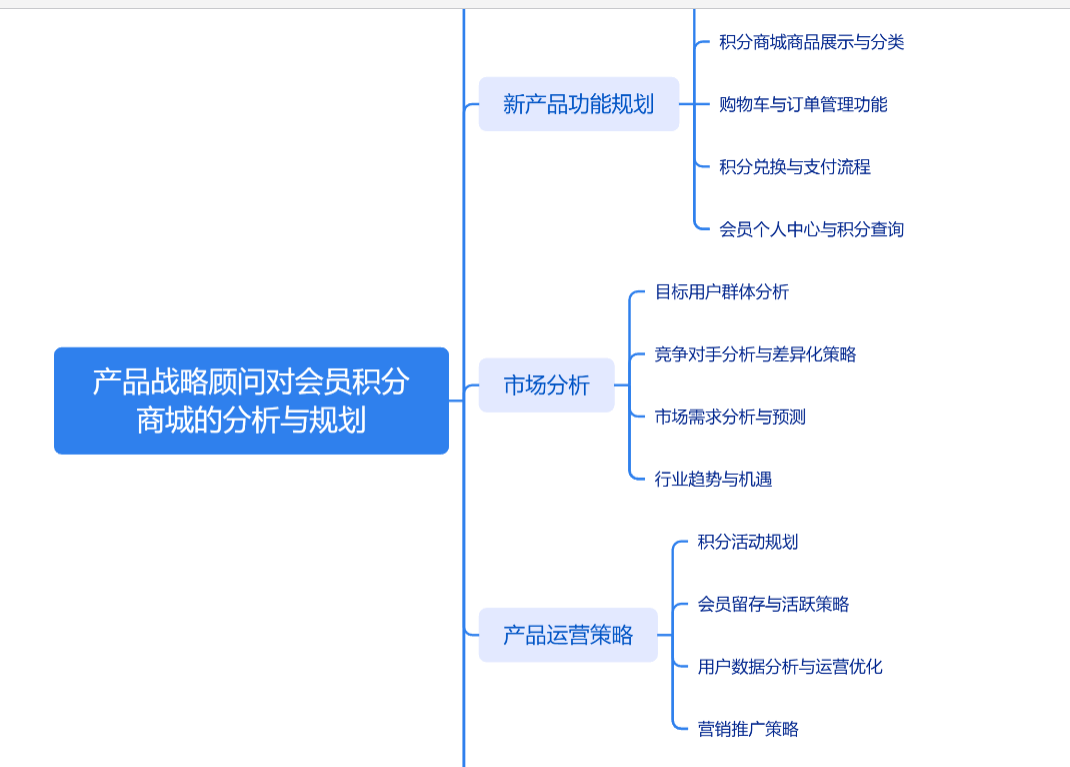 积分商城商品展示与分类
新产品功能规划
购物车与订单管理功能
积分兑换与支付流程
会员个人中心与积分查询
目标用户群体分析
竞争对手分析与差异化策略
产品战略顾问对会员积分
商城的分析与规划
市场分析
市场需求分析与预测
行业趋势与机遇
积分活动规划
会员留存与活跃策略
产品运营策略
用户数据分析与运营优化
营销推广策略